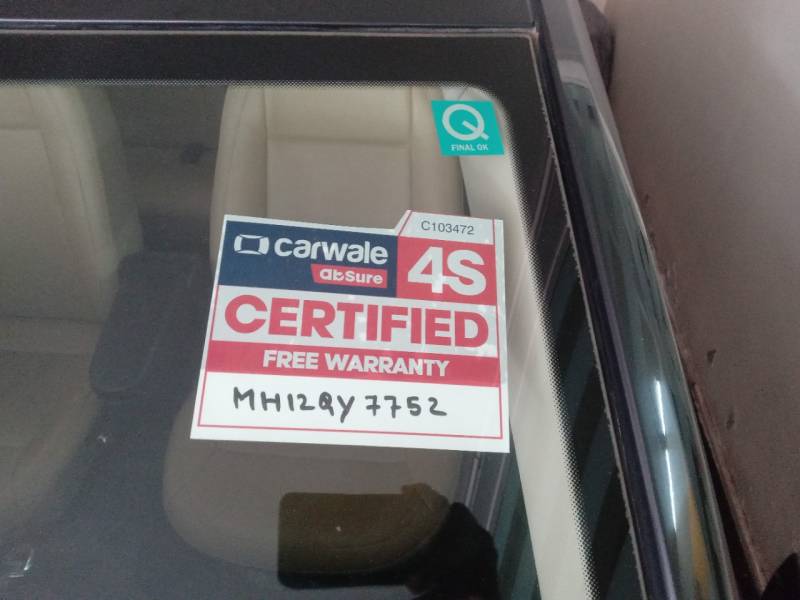 Q
FINAL OK
C103472
carwale
abSure
4S
CERTIFIED
FREE WARRANTY
MH12QY7752